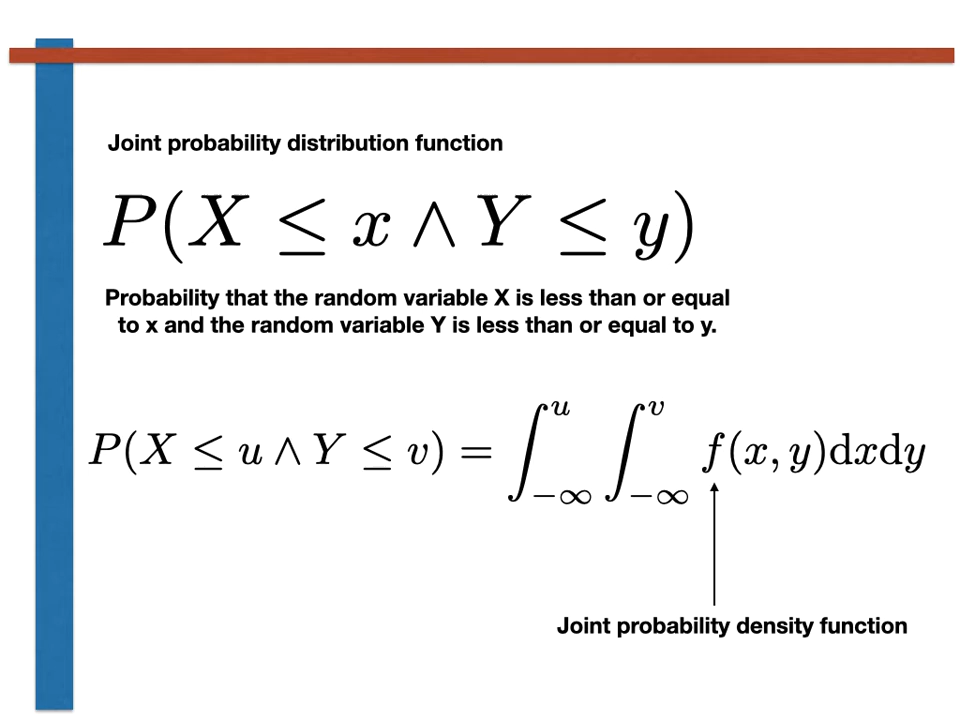 Joint probability distribution function
P(X ≤ x ∧ Y ≤ y)
Probability that the random variable X is less than or equal
to x and the random variable Y is less than or equal to y.
P(X ≤ u ∧ Y ≤ v) = ∫_{−∞}^{u} ∫_{−∞}^{v} f(x, y)dxdy
Joint probability density function